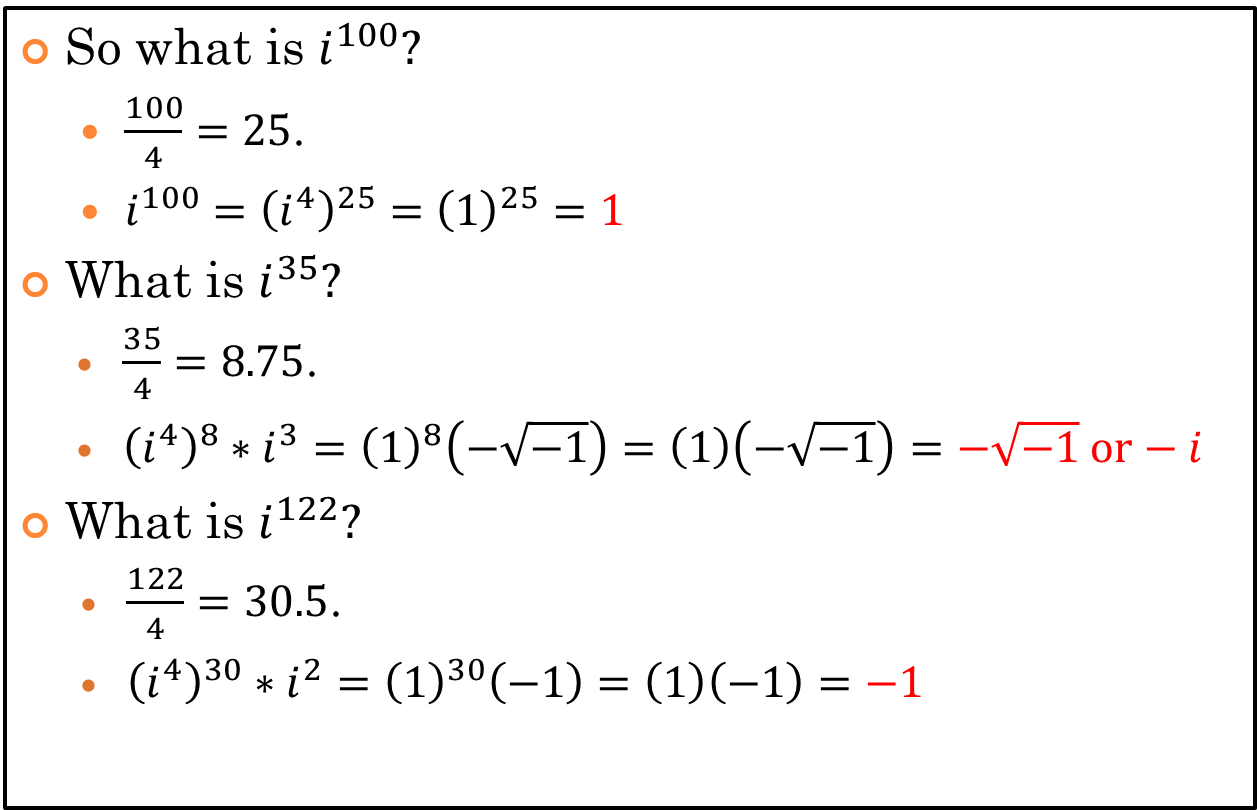 So what is i^100?
100/4 = 25.
i^100 = (i^4)^25 = (1)^25 = 1
What is i^35?
35/4 = 8.75.
(i^4)^8 * i^3 = (1)^8(−√−1) = (1)(−√−1) = −√−1 or − i
What is i^122?
122/4 = 30.5.
(i^4)^30 * i^2 = (1)^30(−1) = (1)(−1) = −1